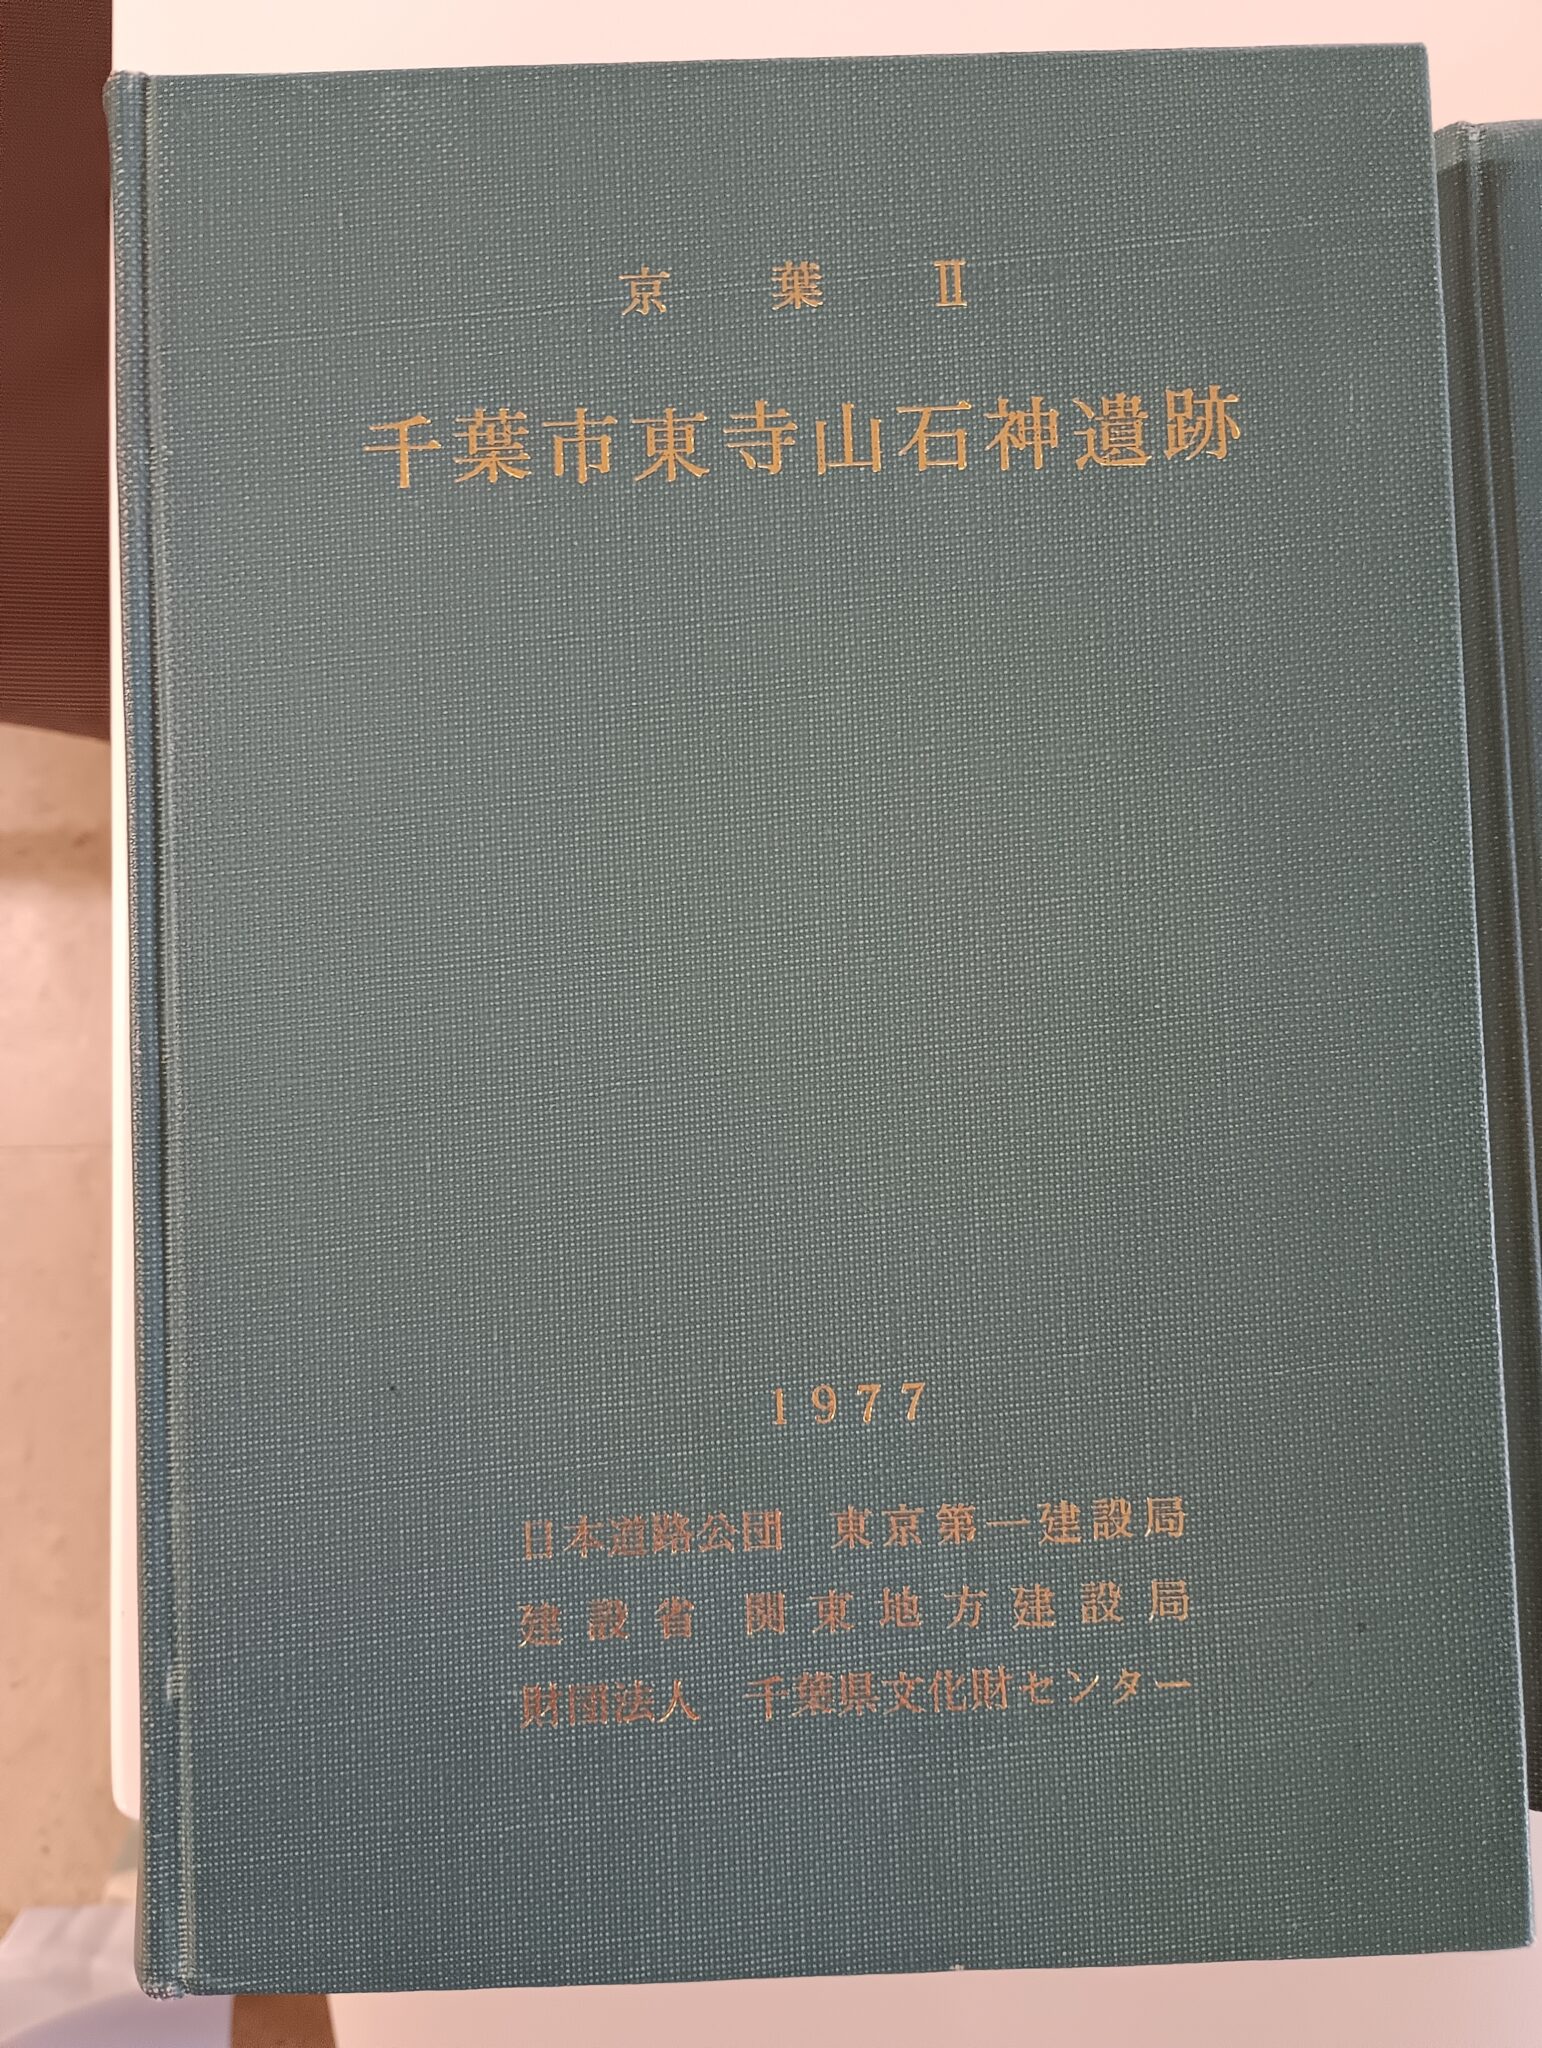 京葉Ⅱ
千葉市東寺山石神遺跡
1977
日本道路公団 東京第一建設局
建設省 関東地方建設局
財団法人 千葉県文化財センター